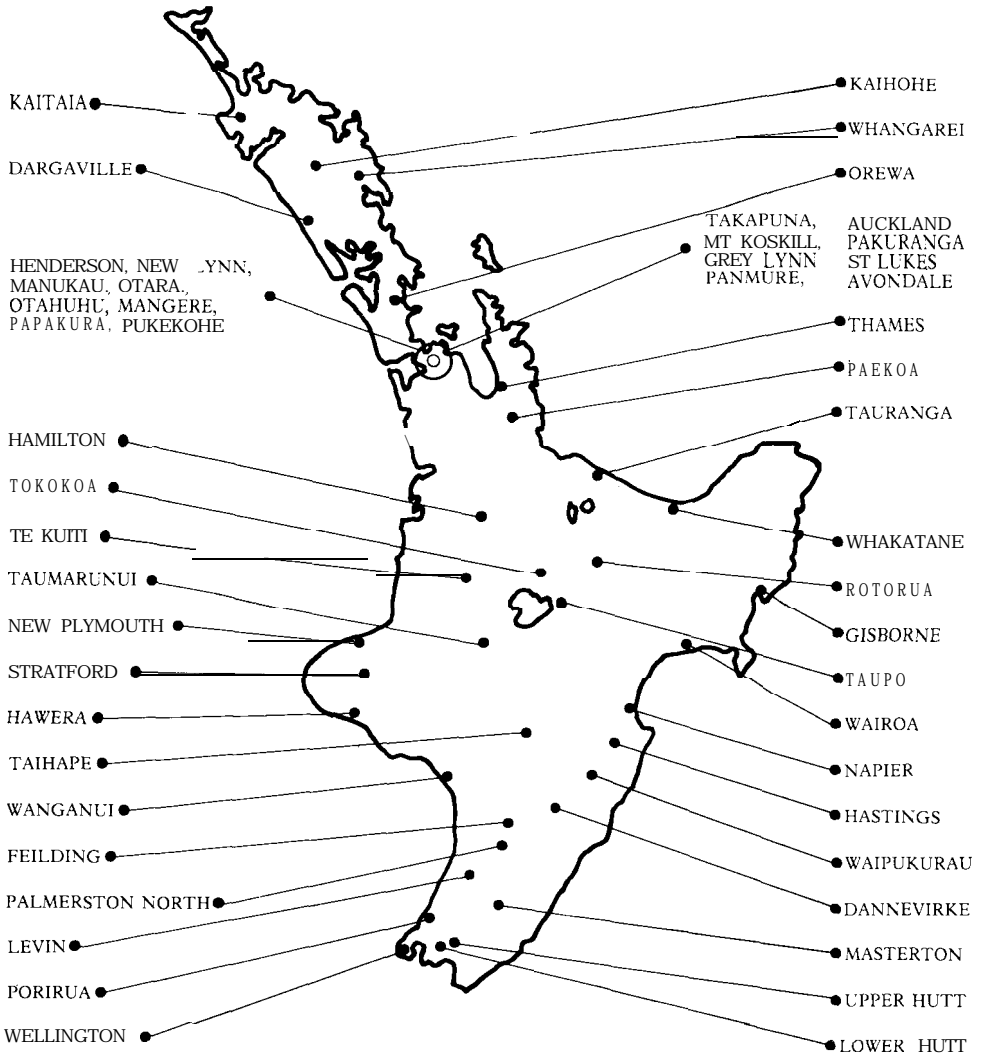 KAITAIA
DARGAVILLE
HENDERSON, NEW LYNN,
MANUKAU, OTARA,
OTAHUHU, MANGERE,
PAPAKURA, PUKEKOHE
HAMILTON
TOKOKOA
TE KUITI
TAUMARUNUI
NEW PLYMOUTH
STRATFORD
HAWERA
TAIHAPE
WANGANUI
FEILDING
PALMERSTON NORTH
LEVIN
PORIRUA
WELLINGTON
KAIHOHE
WHANGAREI
OREWA
TAKAPUNA, AUCKLAND
MT KOSKILL, PAKURANGA
GREY LYNN ST LUKES
PANMURE, AVONDALE
THAMES
PAEKOA
TAURANGA
WHAKATANE
ROTORUA
GISBORNE
TAUPO
WAIROA
NAPIER
HASTINGS
WAIPUKURAU
DANNEVIRKE
MASTERTON
UPPER HUTT
LOWER HUTT